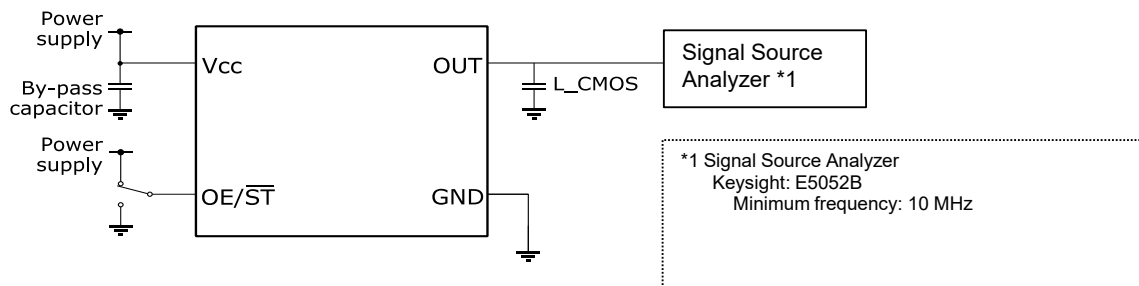 Power
supply
Vcc
By-pass
capacitor
Power
supply
OE/ST
OUT
L_CMOS
GND
Signal Source
Analyzer *1
*1 Signal Source Analyzer
Keysight: E5052B
Minimum frequency: 10 MHz